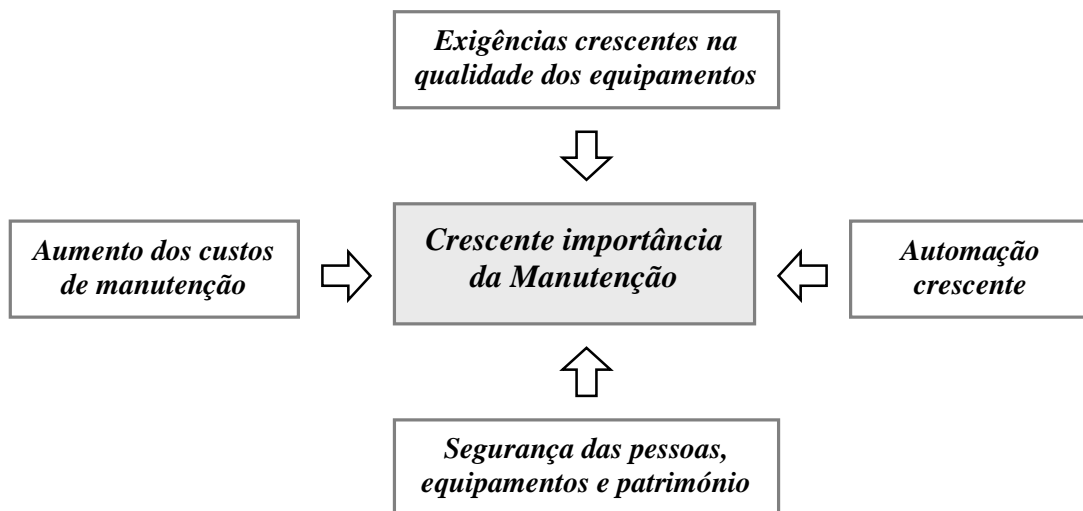 Exigências crescentes na
qualidade dos equipamentos
Aumento dos custos
de manutenção
Crescente importância
da Manutenção
Automação
crescente
Segurança das pessoas,
equipamentos e património